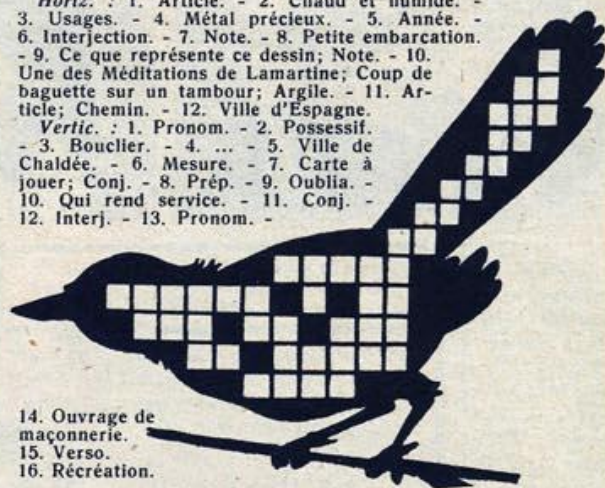 Horiz. : 1. Article. - 2. Chaud et humide. -
3. Usages. - 4. Métal précieux. - 5. Année. -
6. Interjection. - 7. Note. - 8. Petite embarcation.
- 9. Ce que représente ce dessin; Note. - 10.
Une des Méditations de Lamartine; Coup de
baguette sur un tambour; Argile. - 11. Ar-
ticle; Chemin. - 12. Ville d'Espagne.
Vertic. : 1. Pronom. - 2. Possessif.
- 3. Bouclier. - 4. ... - 5. Ville de
Chaldée. - 6. Mesure. - 7. Carte à
jouer; Conj. - 8. Prép. - 9. Oublia. -
10. Qui rend service. - 11. Conj. -
12. Interj. - 13. Pronom. -
14. Ouvrage de
maçonnerie.
15. Verso.
16. Récréation.